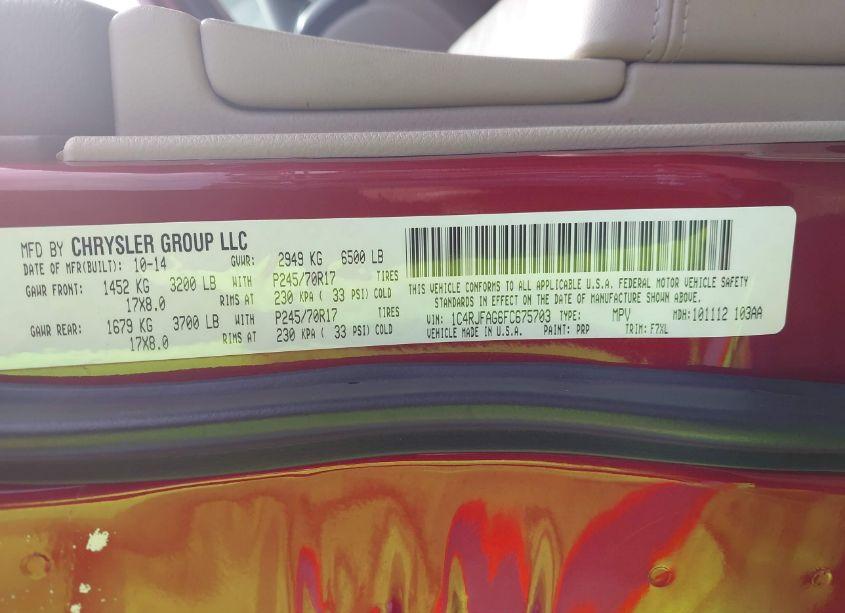 MFD BY CHRYSLER GROUP LLC
DATE OF MFR(BUILT): 10-14 GVWR: 2949 KG 6500 LB
GAWR FRONT: 1452 KG 3200 LB P245/70R17 TIRES
17X8.0 RIMS AT 230 KPA ( 33 PSI) COLD
WITH
GAWR REAR: 1679 KG 3700 LB P245/70R17 TIRES
17X8.0 RIMS AT 230 KPA ( 33 PSI) COLD
WITH
THIS VEHICLE CONFORMS TO ALL APPLICABLE U.S.A. FEDERAL MOTOR VEHICLE SAFETY
STANDARDS IN EFFECT ON THE DATE OF MANUFACTURE SHOWN ABOVE.
VIN: 1C4RJFAG6FC675703 TYPE: MPV MDH: 101112 103AA
VEHICLE MADE IN U.S.A. PAINT: PRP TRIM: F7XL